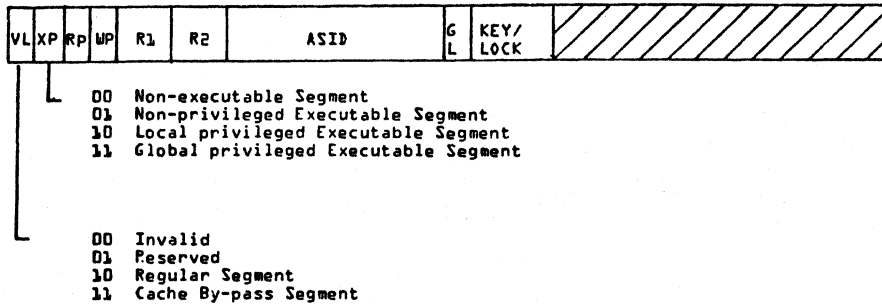 VL XP Rp WP R1 R2 ASID G L KEY/ LOCK
00 Non-executable Segment
01 Non-privileged Executable Segment
10 Local privileged Executable Segment
11 Global privileged Executable Segment
00 Invalid
01 Reserved
10 Regular Segment
11 Cache By-pass Segment